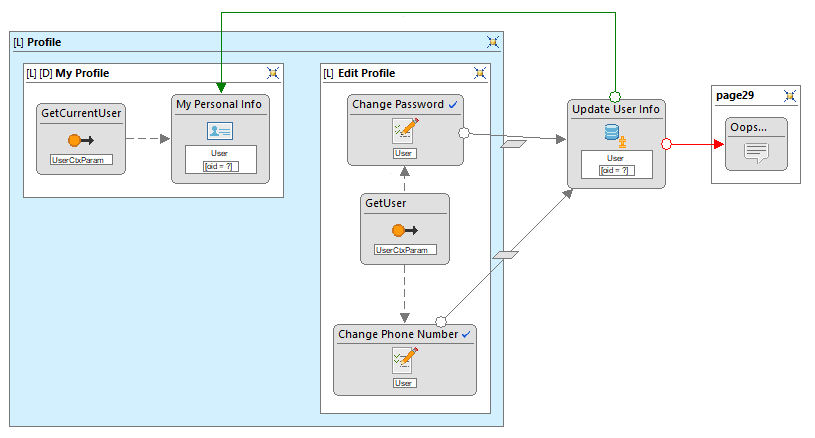 [L] Profile
[L] [D] My Profile
GetCurrentUser
UserCtxParam
My Personal Info
User
[oid = ?]
[L] Edit Profile
Change Password
User
GetUser
UserCtxParam
Change Phone Number
User
Update User Info
User
[oid = ?]
page29
Oops...